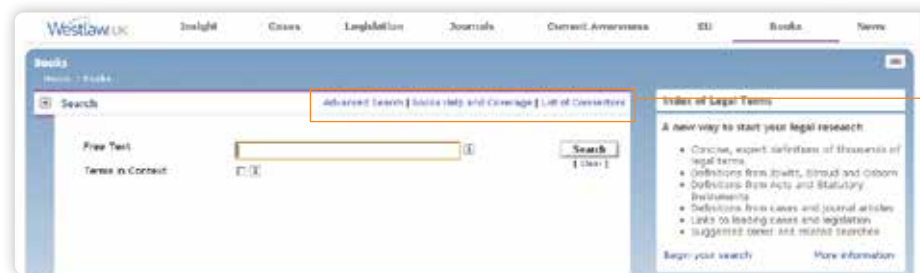 Westlaw UK Insight Cases Legislation Journals Current Awareness EU Books News
Books
Home > Books
Search
Advanced Search | Books Help and Coverage | List of Connectors
Free Text
Search
[ Clear ]
Terms in Context
Index of Legal Terms
A new way to start your legal research
• Concise, expert definitions of thousands of
legal terms
• Definitions from Jowitt, Stroud and Osborn
• Definitions from Acts and Statutory
Instruments
• Definitions from cases and journal articles
• Links to leading cases and legislation
• Suggested terms and related searches
Begin your search More information